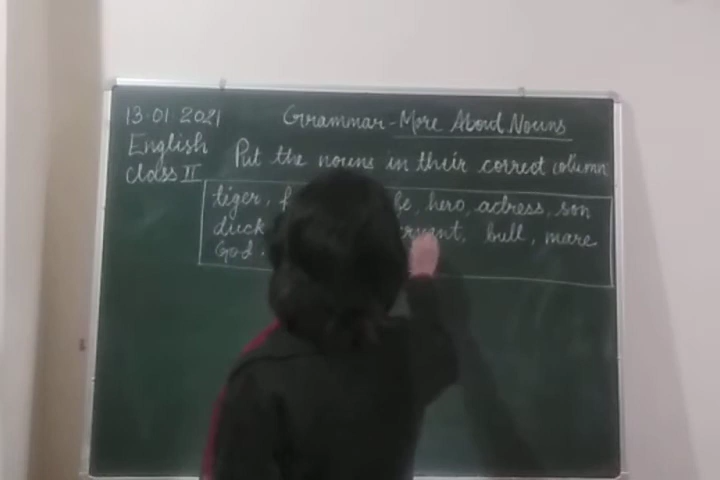 13.01.2021
Grammar - More About Nouns
English
Class II
Put the nouns in their correct column
tiger, hero, actress, son
duck bull, mare
God.